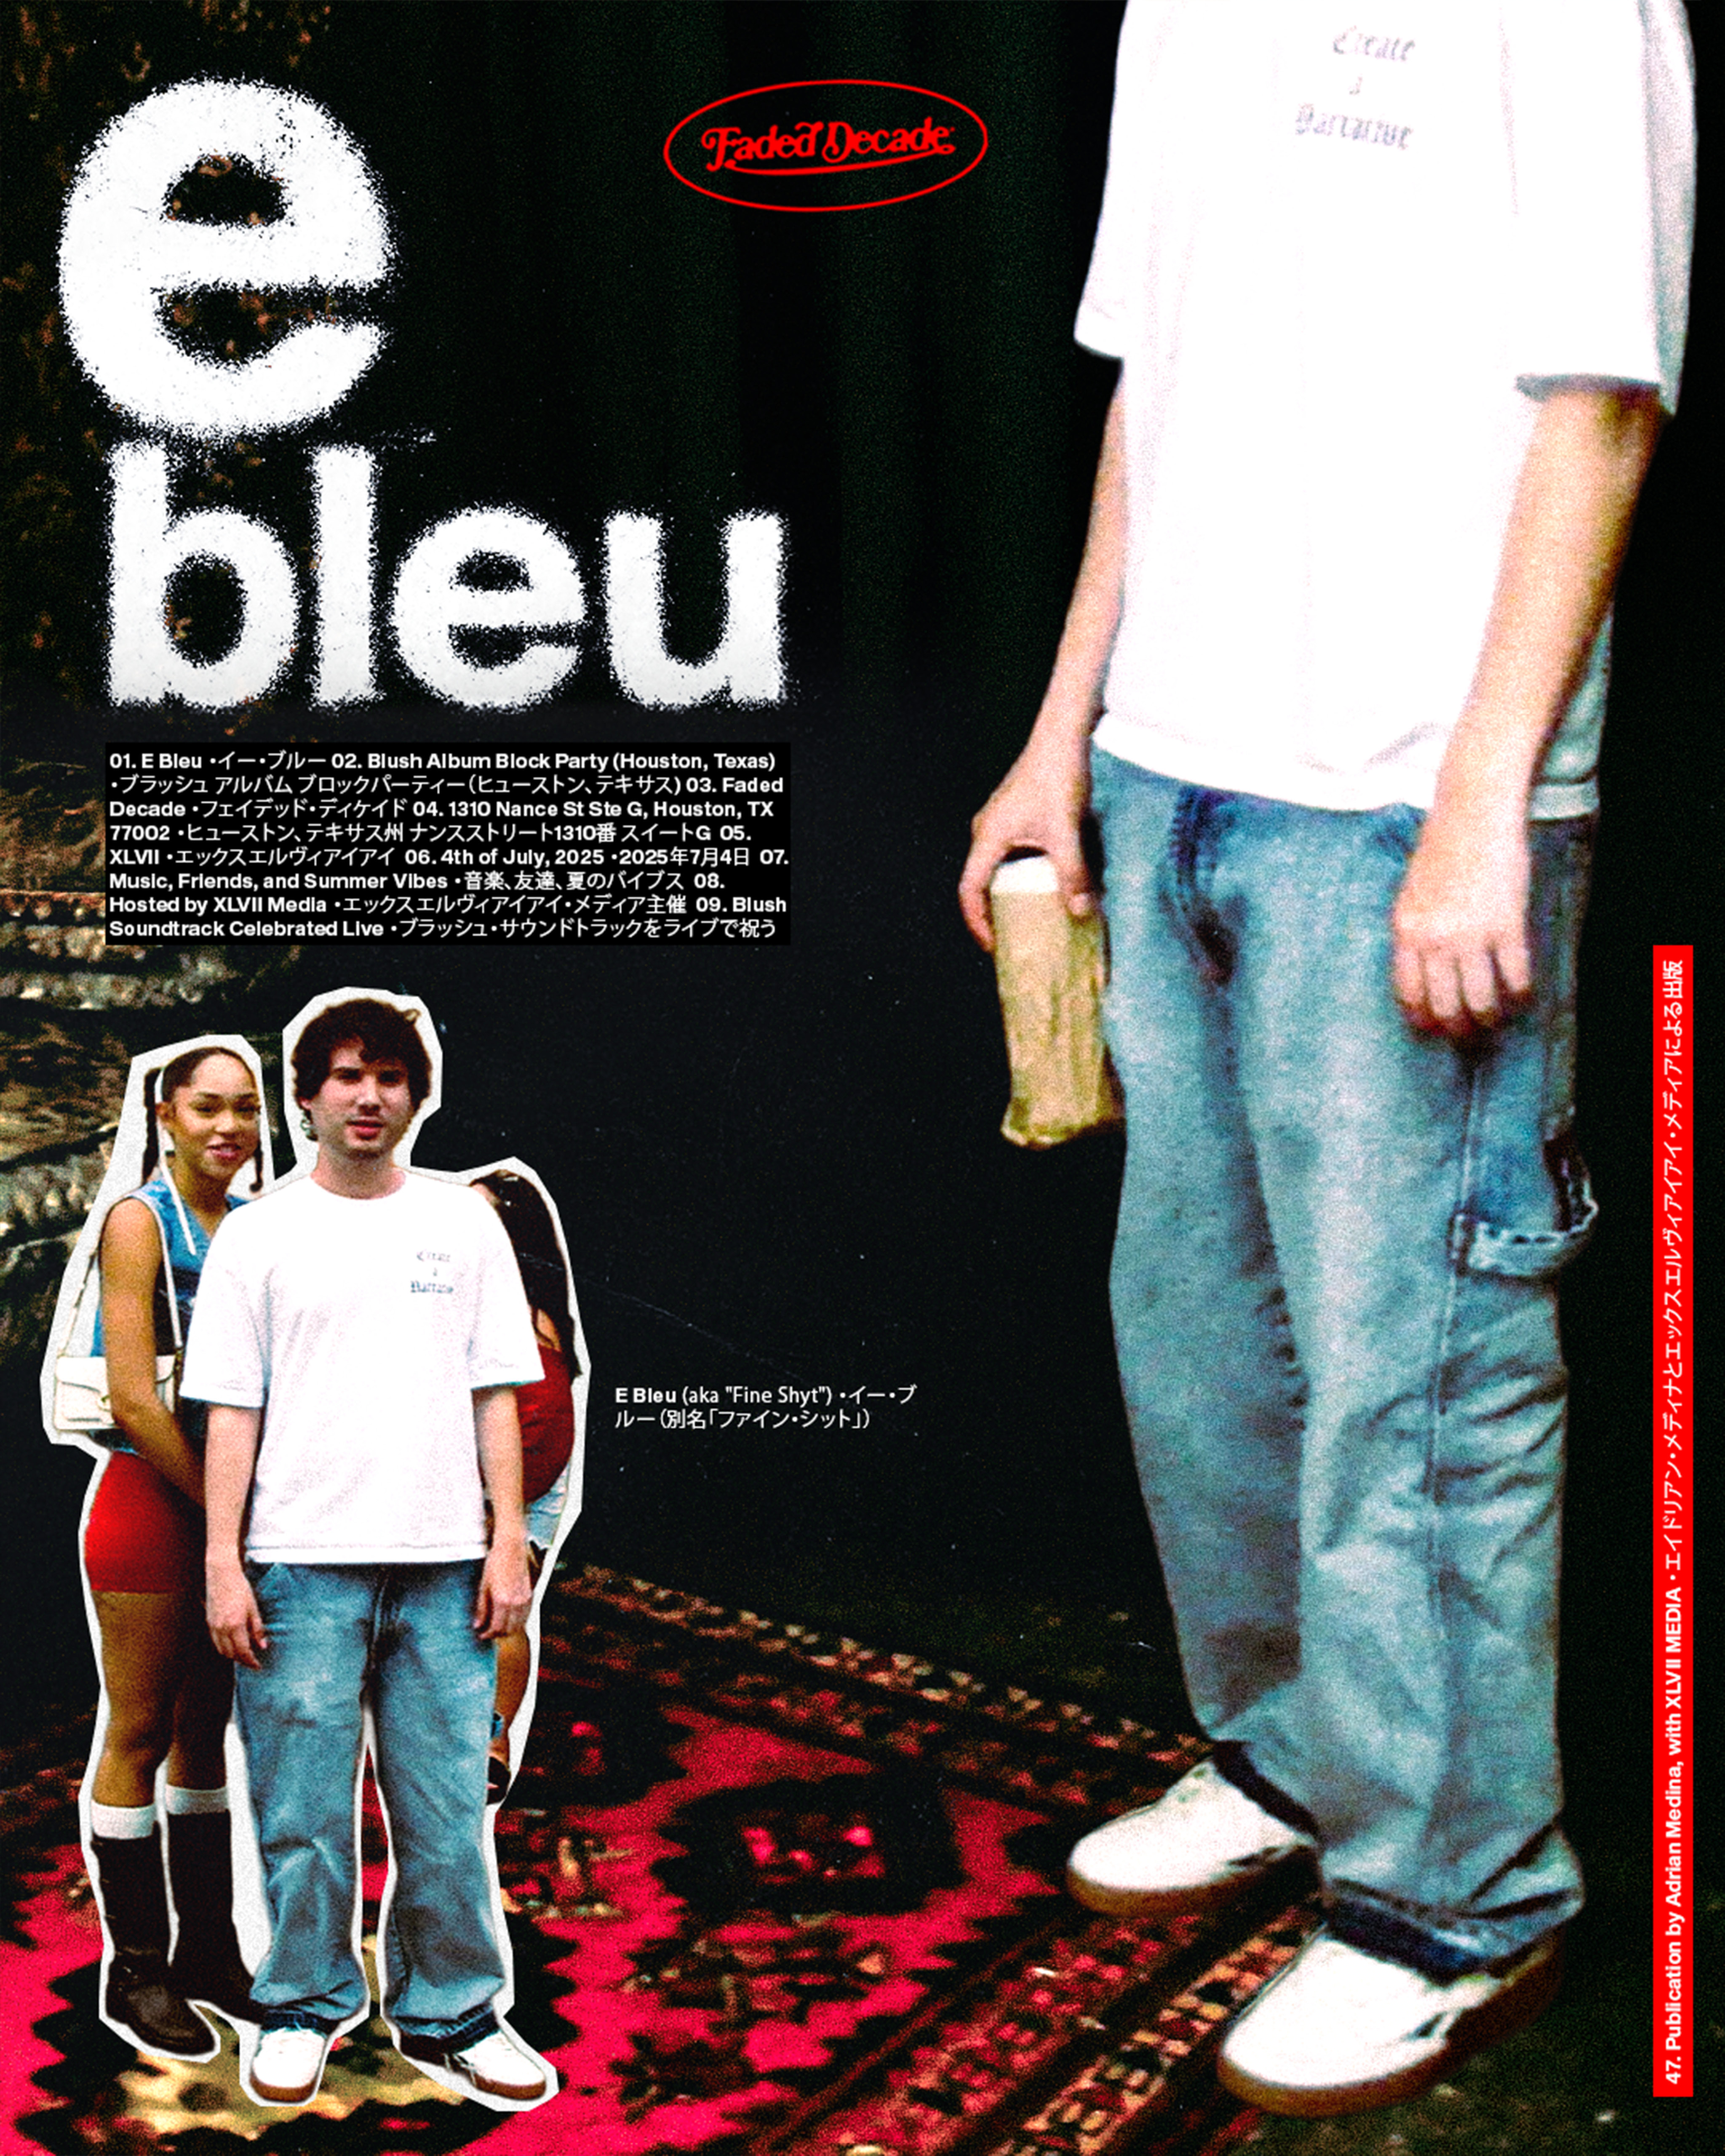 e
bleu
Faded Decade
Create
a
Narrative
01. E Bleu •イー・ブルー 02. Blush Album Block Party (Houston, Texas)
•ブラッシュ アルバム ブロックパーティー（ヒューストン、テキサス) 03. Faded
Decade •フェイデッド・ディケイド 04. 1310 Nance St Ste G, Houston, TX
77002 •ヒューストン、テキサス州 ナンスストリート1310番 スイートG 05.
XLVII •エックスエルヴィアイアイ 06. 4th of July, 2025 •2025年7月4日 07.
Music, Friends, and Summer Vibes •音楽、友達、夏のバイブス 08.
Hosted by XLVII Media •エックスエルヴィアイアイ・メディア主催 09. Blush
Soundtrack Celebrated Live •ブラッシュ・サウンドトラックをライブで祝う
Create
a
Narrative
E Bleu (aka "Fine Shyt") •イー・ブ
ルー（別名「ファイン・シット」）
47. Publication by Adrian Medina, with XLVII MEDIA •エイドリアン・メディナとエックスエルヴィアイアイ・メディアによる出版